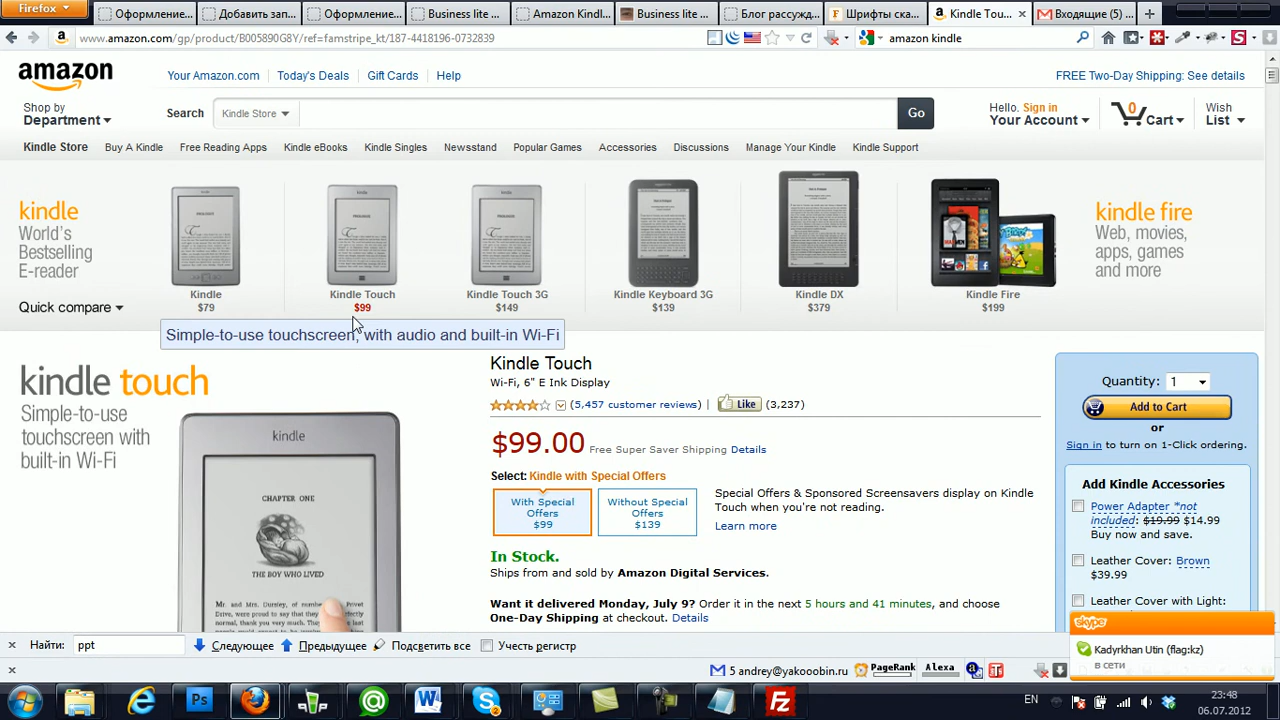 Firefox
Оформление...
Добавить зап...
Оформление...
Business lite ...
Amazon Kindl...
Business lite ...
Блог рассужд...
Шрифты ска...
Kindle Tou...
Входящие (5) ...
www.amazon.com/gp/product/B005890G8Y/ref=famstripe_kt/187-4418196-0232838
amazon kindle
amazon
Your Amazon.com
Today's Deals
Gift Cards
Help
FREE Two-Day Shipping: See details
Shop by
Department
Search
Kindle Store
Go
Hello. Sign in
Your Account
0
Cart
Wish
List
Kindle Store
Buy A Kindle
Free Reading Apps
Kindle eBooks
Kindle Singles
Newsstand
Popular Games
Accessories
Discussions
Manage Your Kindle
Kindle Support
kindle
World's
Bestselling
E-reader
Quick compare
Kindle
$79
Kindle Touch
$99
Kindle Touch 3G
$149
Kindle Keyboard 3G
$139
Kindle DX
$379
Kindle Fire
$199
kindle fire
Web, movies,
apps, games
and more
Simple-to-use touchscreen, with audio and built-in Wi-Fi
kindle touch
Simple-to-use
touchscreen with
built-in Wi-Fi
kindle
CHAPTER ONE
THE BOY WHO LIVED
Kindle Touch
Wi-Fi, 6" E Ink Display
(5,457 customer reviews) | Like (3,237)
$99.00 Free Super Saver Shipping Details
Select: Kindle with Special Offers
With Special
Offers
$99
Without Special
Offers
$139
Special Offers & Sponsored Screensavers display on Kindle
Touch when you're not reading.
Learn more
In Stock.
Ships from and sold by Amazon Digital Services.
Want it delivered Monday, July 9? Order it in the next 5 hours and 41 minutes, and choose
One-Day Shipping at checkout. Details
Quantity: 1
Add to Cart
or
Sign in to turn on 1-Click ordering.
Add Kindle Accessories
Power Adapter *not
included: $19.99 $14.99
Buy now and save.
Leather Cover: Brown
$39.99
Leather Cover with Light:
skype
Kadyrkhan Utin (flag:kz)
в сети
Найти: ppt
Следующее
Предыдущее
Подсветить все
Учесть регистр
5 andrey@yakooobin.ru
PageRank
Alexa
EN
23:48
06.07.2012